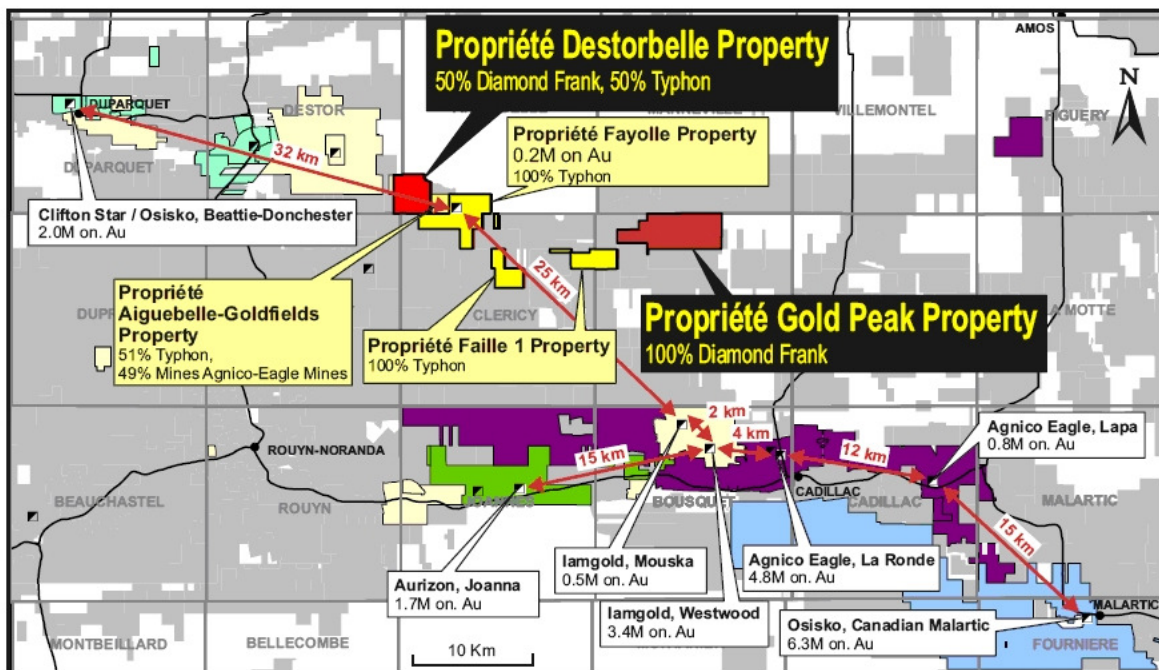 AMOS
Propriété Destorbelle Property
50% Diamond Frank, 50% Typhon
N
DUPARQUET
DESTOR
VILLEMONTEL
FIGUERY
Propriété Fayolle Property
0.2M on Au
100% Typhon
32 km
DUPARQUET
Clifton Star / Osisko, Beattie-Donchester
2.0M on. Au
25 km
Propriété
Aiguebelle-Goldfields
Property
51% Typhon,
49% Mines Agnico-Eagle Mines
CLERICY
Propriété Faille 1 Property
100% Typhon
Propriété Gold Peak Property
100% Diamond Frank
LA MOTTE
2 km
4 km
Agnico Eagle, Lapa
0.8M on. Au
ROUYN-NORANDA
15 km
12 km
CADILLAC
BEAUCHASTEL
ROUYN
BOUSQUET
CADILLAC
MALARTIC
15 km
Iamgold, Mouska
0.5M on. Au
Agnico Eagle, La Ronde
4.8M on. Au
Aurizon, Joanna
1.7M on. Au
Iamgold, Westwood
3.4M on. Au
Osisko, Canadian Malartic
6.3M on. Au
MALARTIC
MONTBEILLARD
BELLECOMBE
10 Km
FOURNIERE